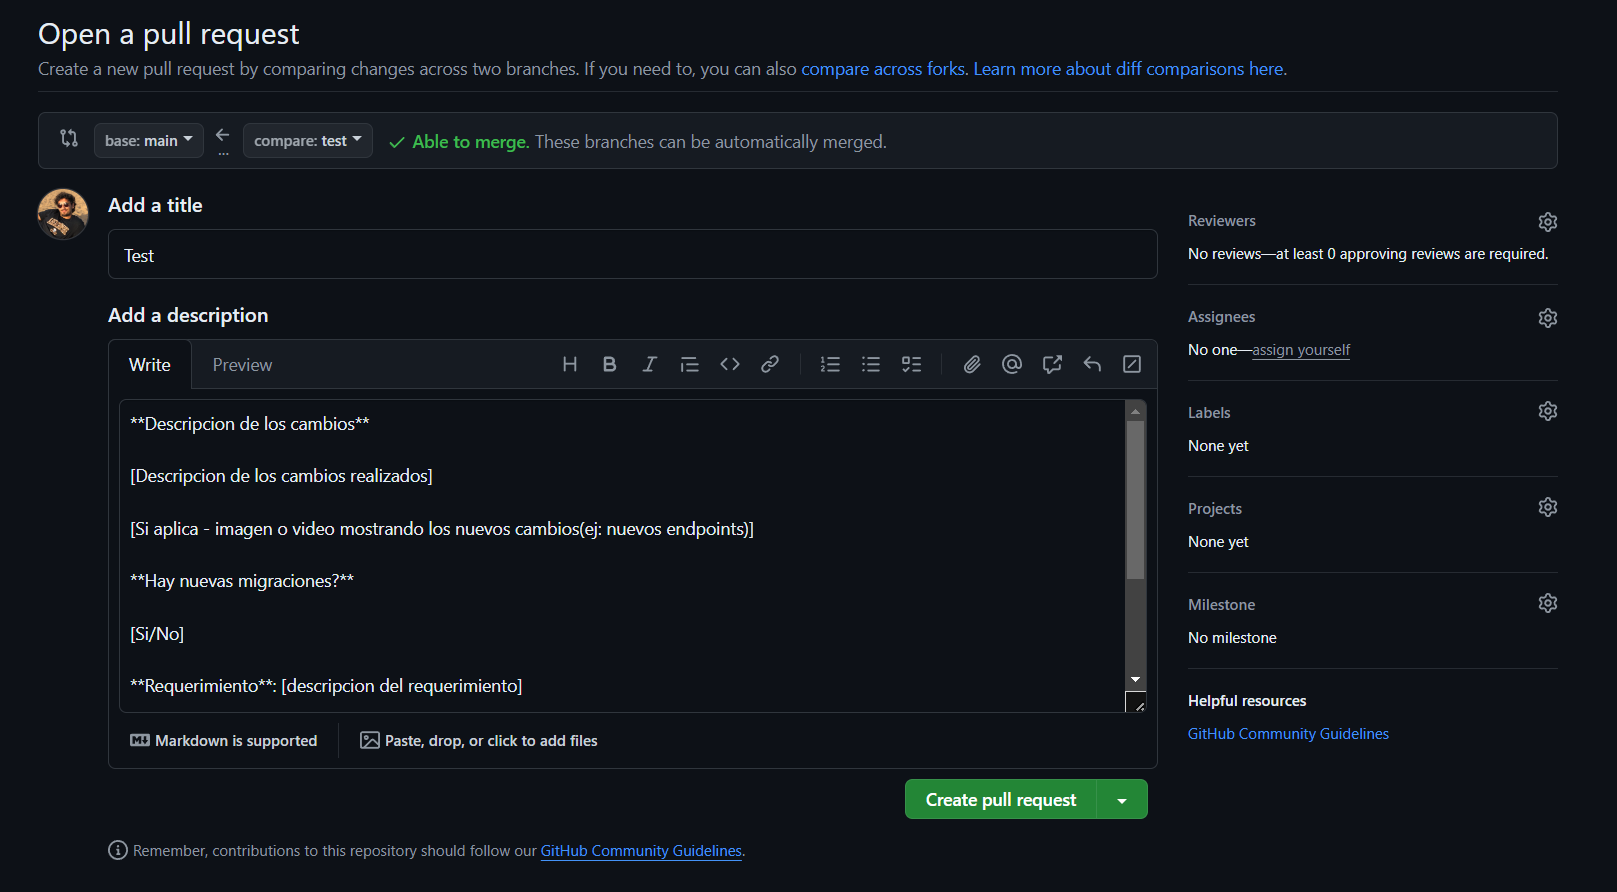 Open a pull request
Create a new pull request by comparing changes across two branches. If you need to, you can also compare across forks. Learn more about diff comparisons here.
base: main
compare: test
Able to merge. These branches can be automatically merged.
Add a title
Test
Add a description
Write
Preview
**Descripcion de los cambios**
[Descripcion de los cambios realizados]
[Si aplica - imagen o video mostrando los nuevos cambios(ej: nuevos endpoints)]
**Hay nuevas migraciones?**
[Si/No]
**Requerimiento**: [descripcion del requerimiento]
Markdown is supported
Paste, drop, or click to add files
Create pull request
Remember, contributions to this repository should follow our GitHub Community Guidelines.
Reviewers
No reviews—at least 0 approving reviews are required.
Assignees
No one—assign yourself
Labels
None yet
Projects
None yet
Milestone
No milestone
Helpful resources
GitHub Community Guidelines